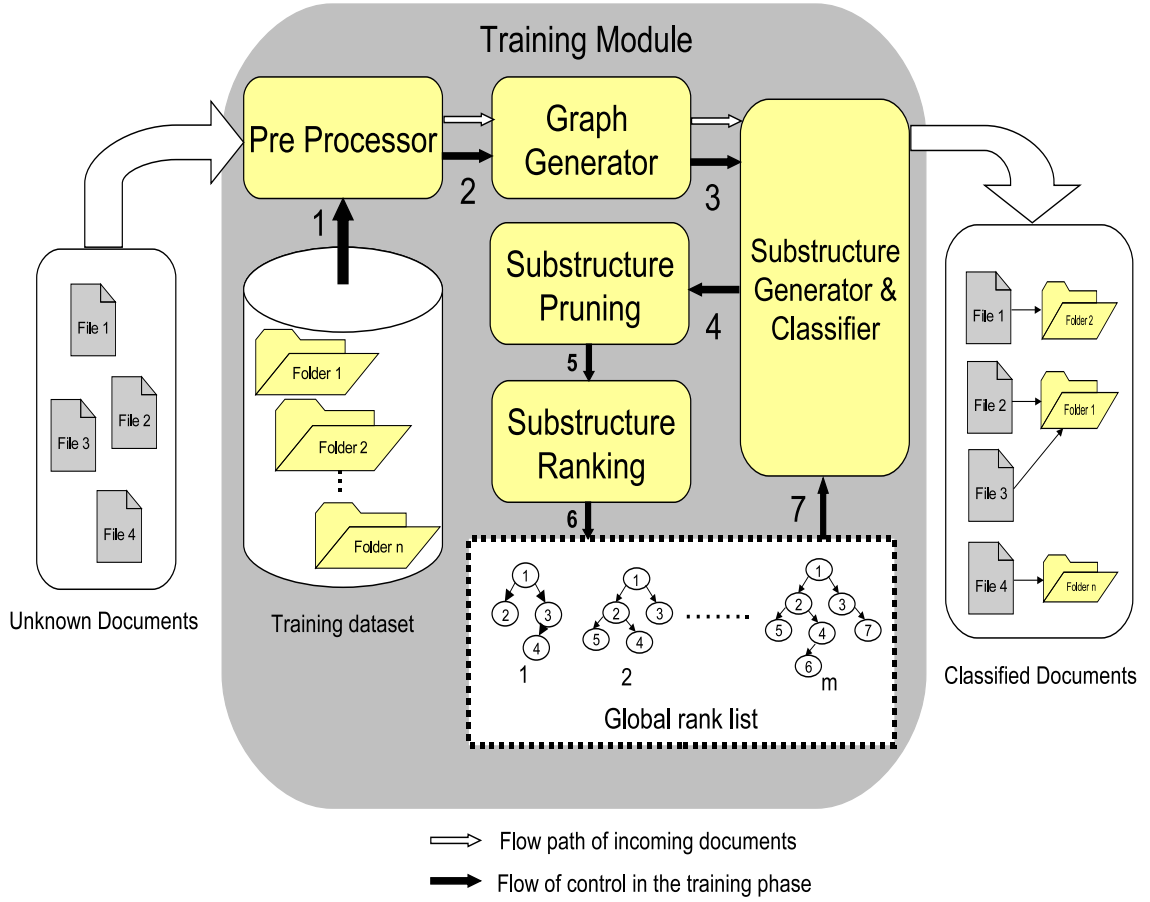 Training Module
Pre Processor
Graph
Generator
Substructure
Generator &
Classifier
1
2
3
Substructure
Pruning
4
5
Substructure
Ranking
6
7
File 1
File 2
File 3
File 4
Unknown Documents
Folder 1
Folder 2
Folder n
Training dataset
1
2
3
4
1
1
2
3
5
4
2
1
2
3
5
4
7
6
m
Global rank list
File 1
Folder 2
File 2
Folder 1
File 3
File 4
Folder n
Classified Documents
Flow path of incoming documents
Flow of control in the training phase